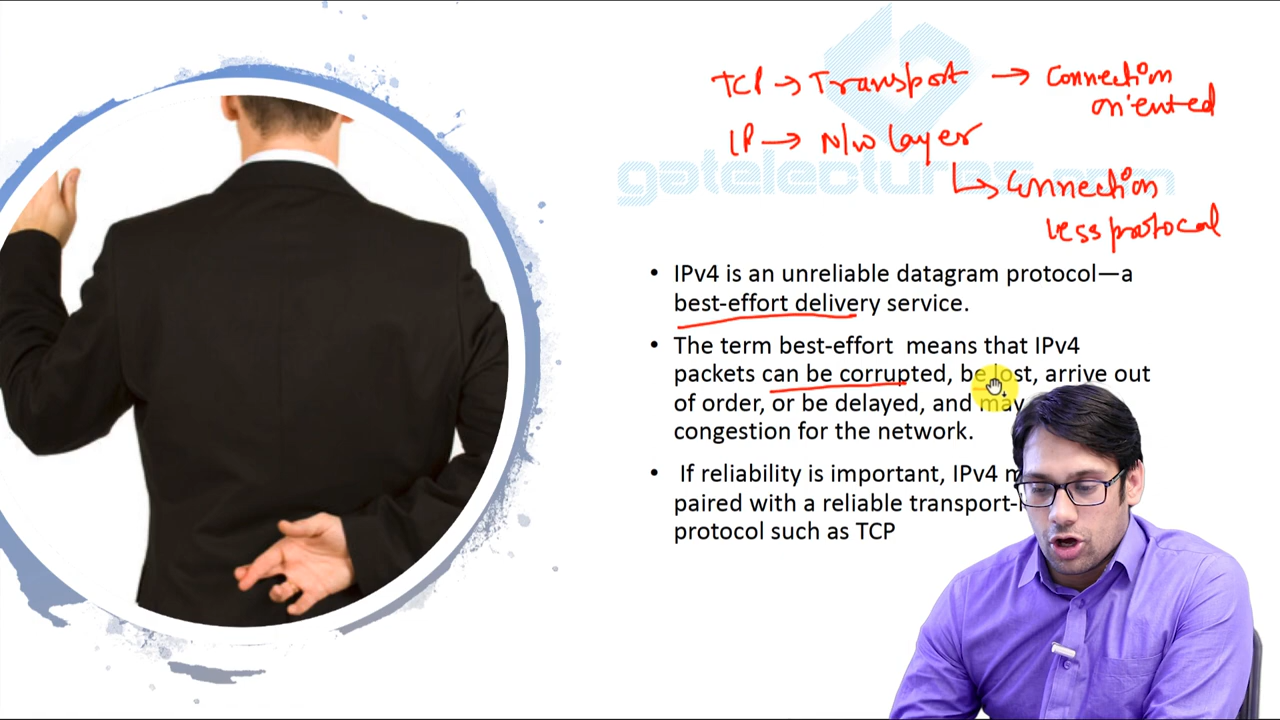 TCP → Transport → Connection
oriented
IP → N/w layer
↳ Connection
less protocol
gatelectures.com
• IPv4 is an unreliable datagram protocol—a
best-effort delivery service.
• The term best-effort means that IPv4
packets can be corrupted, be lost, arrive out
of order, or be delayed, and may
congestion for the network.
• If reliability is important, IPv4
paired with a reliable
protocol such as TCP